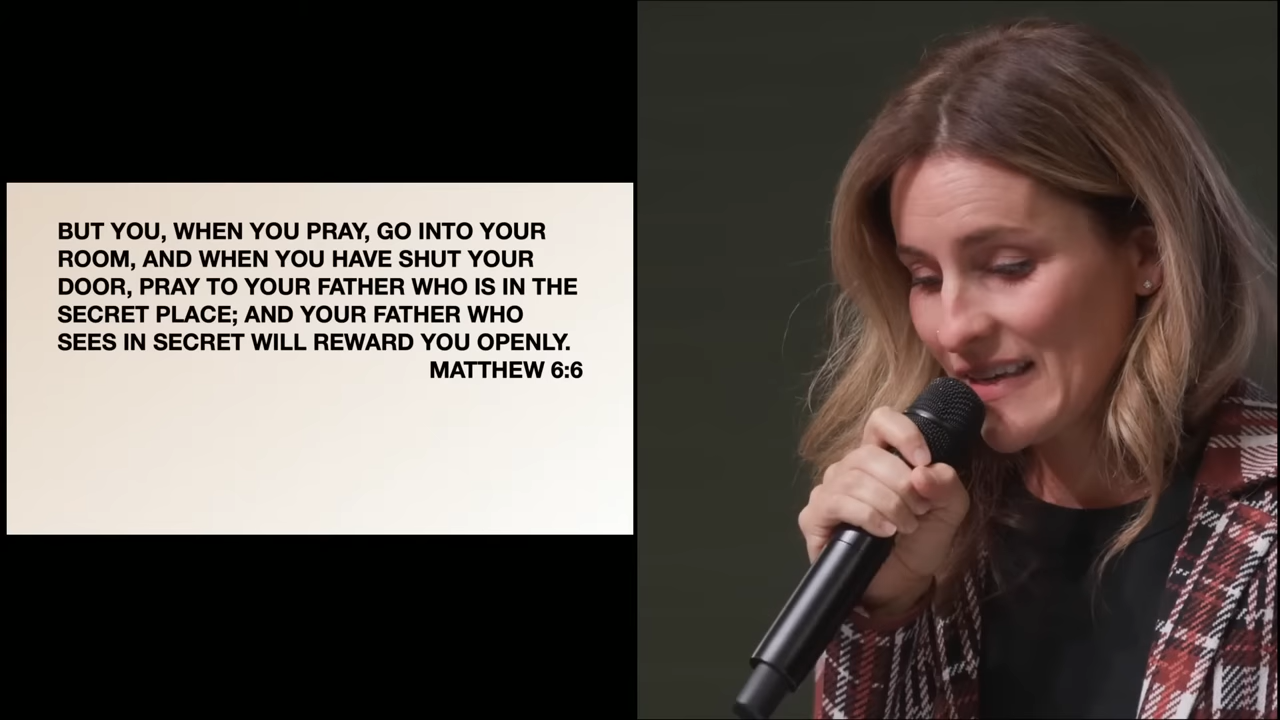 BUT YOU, WHEN YOU PRAY, GO INTO YOUR
ROOM, AND WHEN YOU HAVE SHUT YOUR
DOOR, PRAY TO YOUR FATHER WHO IS IN THE
SECRET PLACE; AND YOUR FATHER WHO
SEES IN SECRET WILL REWARD YOU OPENLY.
MATTHEW 6:6